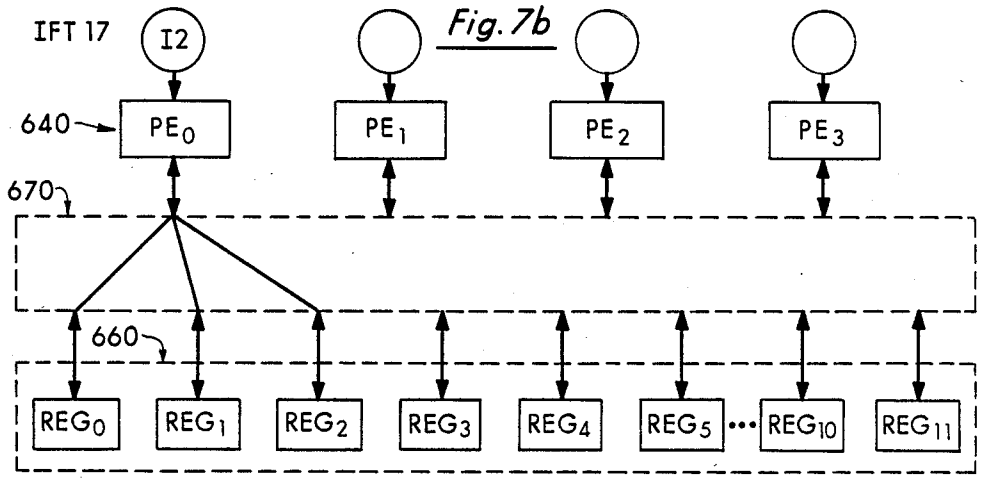 IFT 17 I2 Fig. 7b
640 PE0 PE1 PE2 PE3
670
660
REG0 REG1 REG2 REG3 REG4 REG5 ••• REG10 REG11